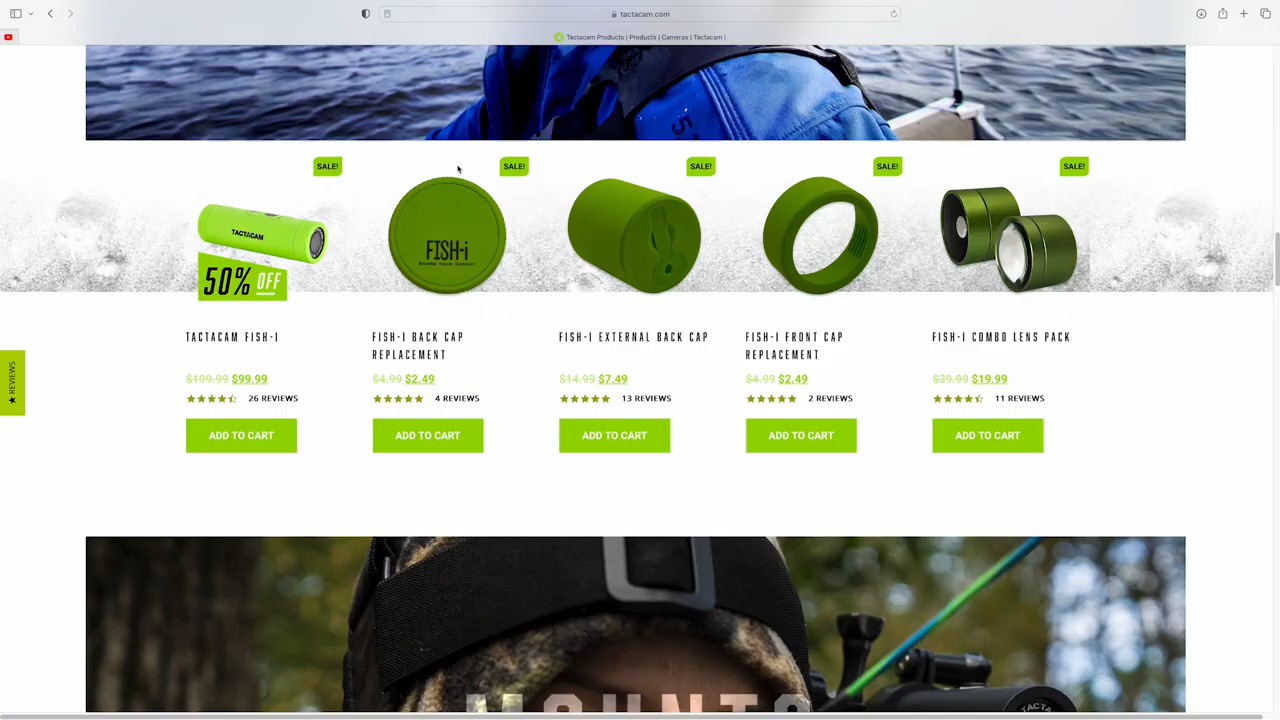 tactacam.com
Tactacam Products | Products | Cameras | Tactacam |
SALE!
SALE!
SALE!
SALE!
SALE!
TACTACAM
50% OFF
FISH-i
TACTACAM FISH-I
$199.99 $99.99
26 REVIEWS
ADD TO CART
FISH-I BACK CAP
REPLACEMENT
$4.99 $2.49
4 REVIEWS
ADD TO CART
FISH-I EXTERNAL BACK CAP
$14.99 $7.49
13 REVIEWS
ADD TO CART
FISH-I FRONT CAP
REPLACEMENT
$4.99 $2.49
2 REVIEWS
ADD TO CART
FISH-I COMBO LENS PACK
$39.99 $19.99
11 REVIEWS
ADD TO CART
★ REVIEWS
MOUNTS